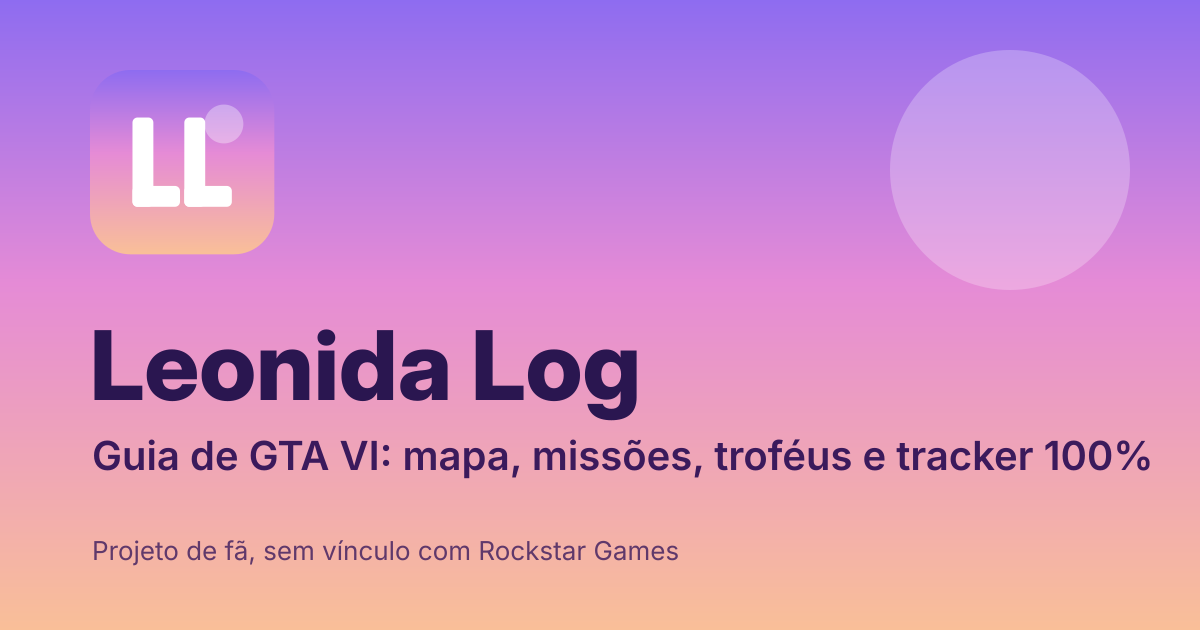 LL
Leonida Log
Guia de GTA VI: mapa, missões, troféus e tracker 100%
Projeto de fã, sem vínculo com Rockstar Games